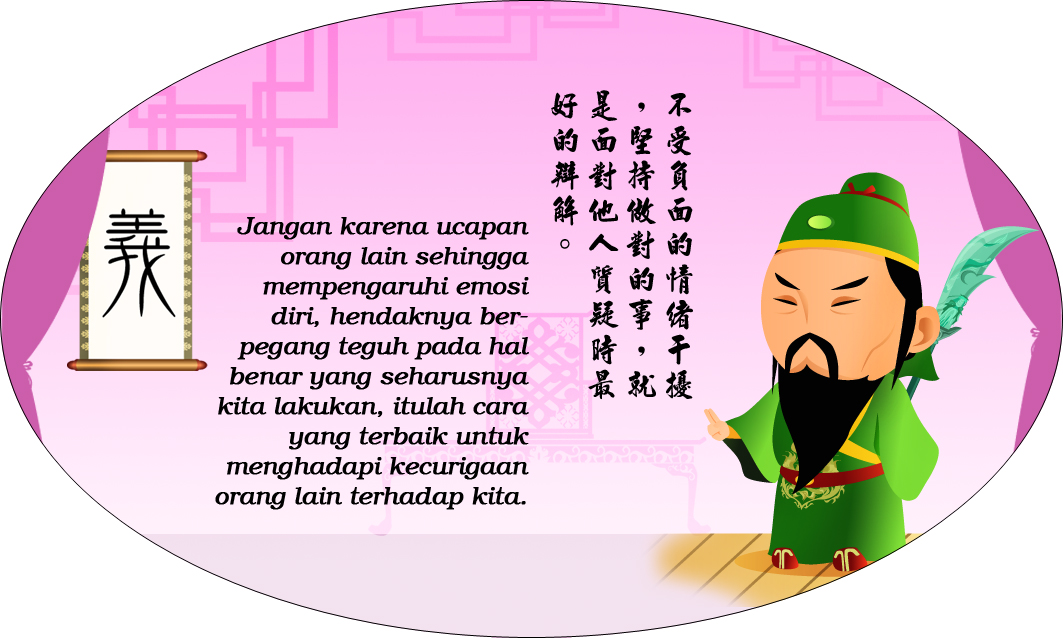 義
Jangan karena ucapan
orang lain sehingga
mempengaruhi emosi
diri, hendaknya ber-
pegang teguh pada hal
benar yang seharusnya
kita lakukan, itulah cara
yang terbaik untuk
menghadapi kecurigaan
orang lain terhadap kita.
不受負面的情緒干擾
，堅持做對的事，就
是面對他人質疑時最
好的辯解。